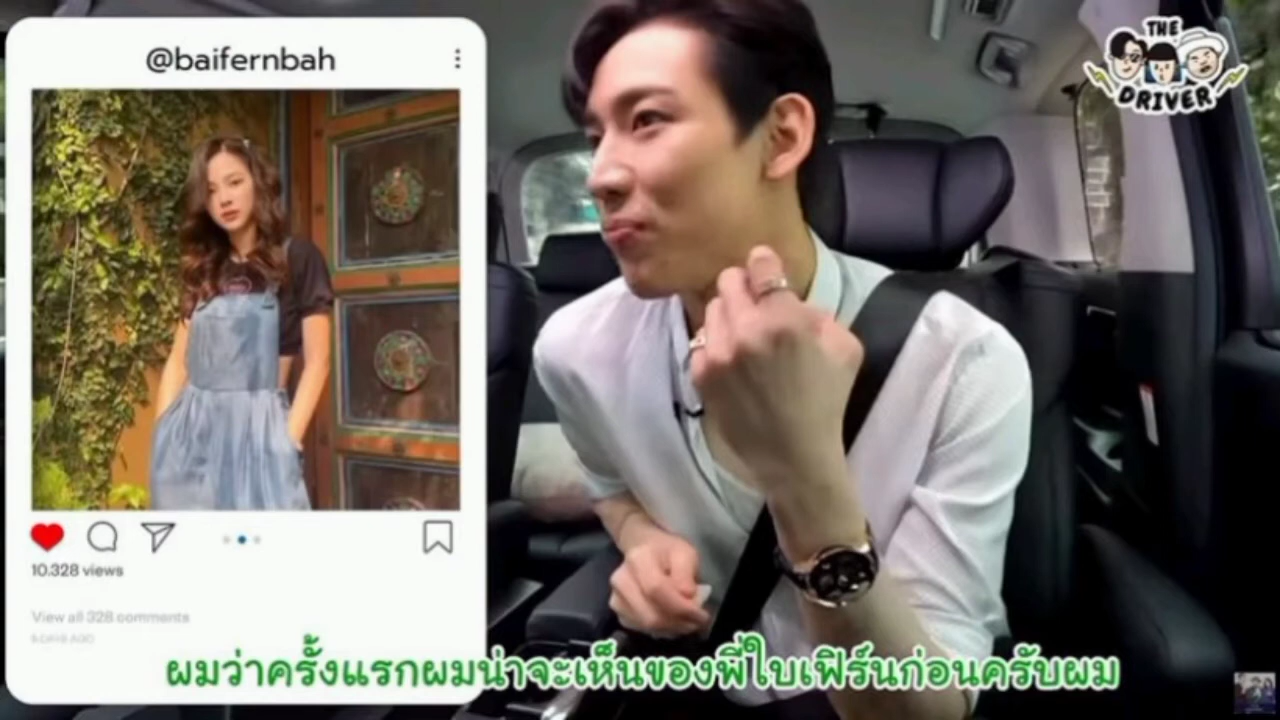 @baifernbah
THE
DRIVER
10.328 views
View all 328 comments
ผมว่าครั้งแรกผมน่าจะเห็นของพี่ใบเฟิร์นก่อนครับผม